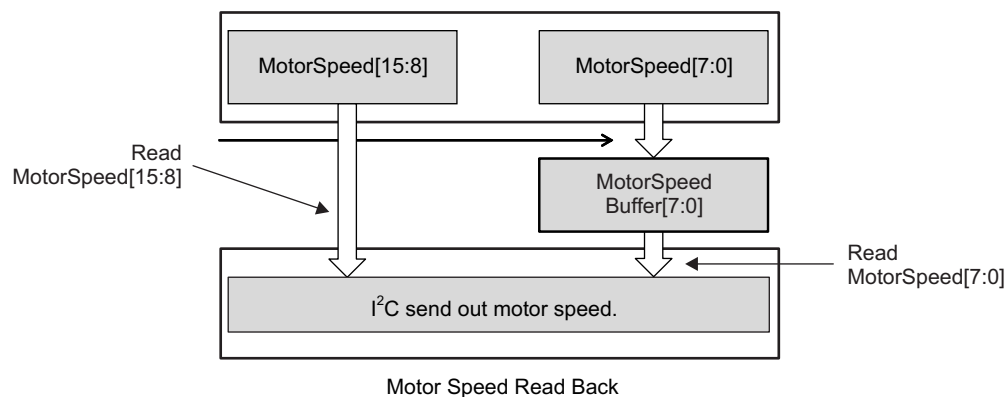 MotorSpeed[15:8]
MotorSpeed[7:0]
Read
MotorSpeed[15:8]
MotorSpeed
Buffer[7:0]
Read
MotorSpeed[7:0]
I²C send out motor speed.
Motor Speed Read Back